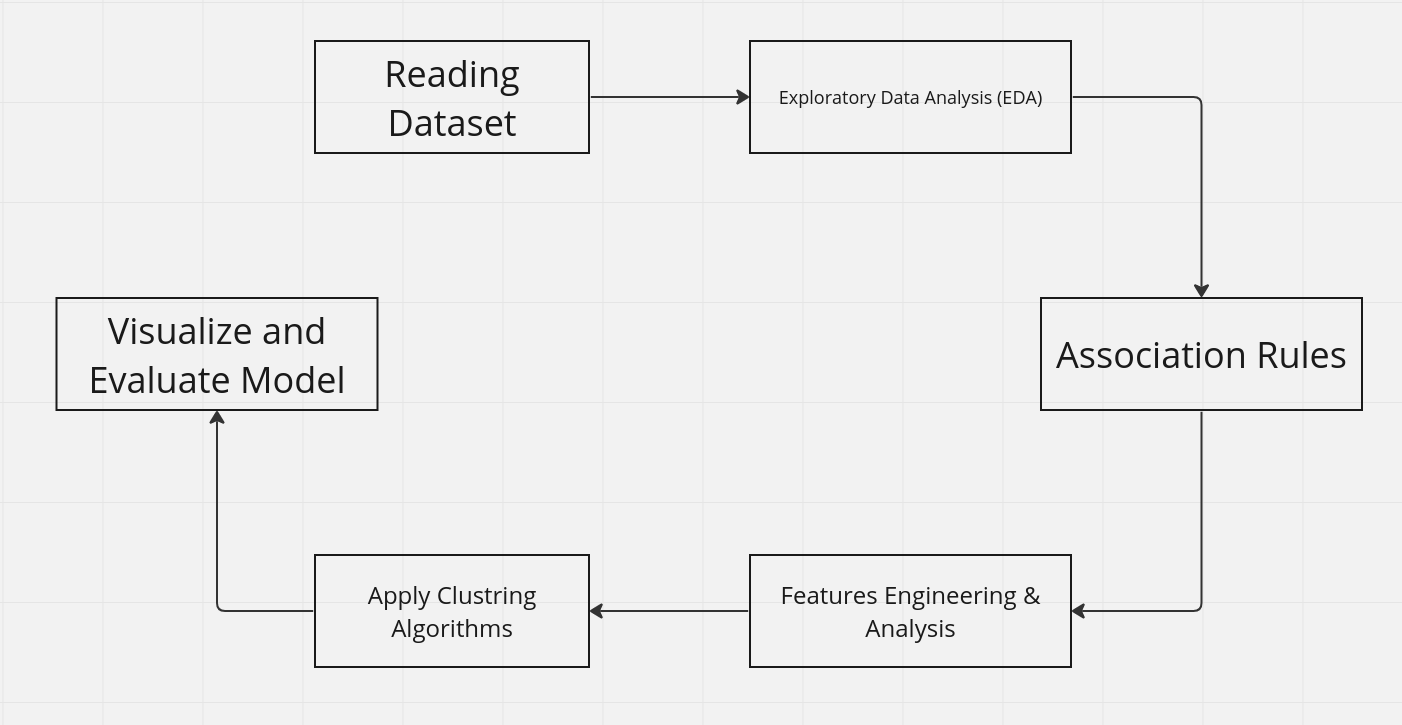 Reading
Dataset
Exploratory Data Analysis (EDA)
Association Rules
Features Engineering &
Analysis
Apply Clustring
Algorithms
Visualize and
Evaluate Model